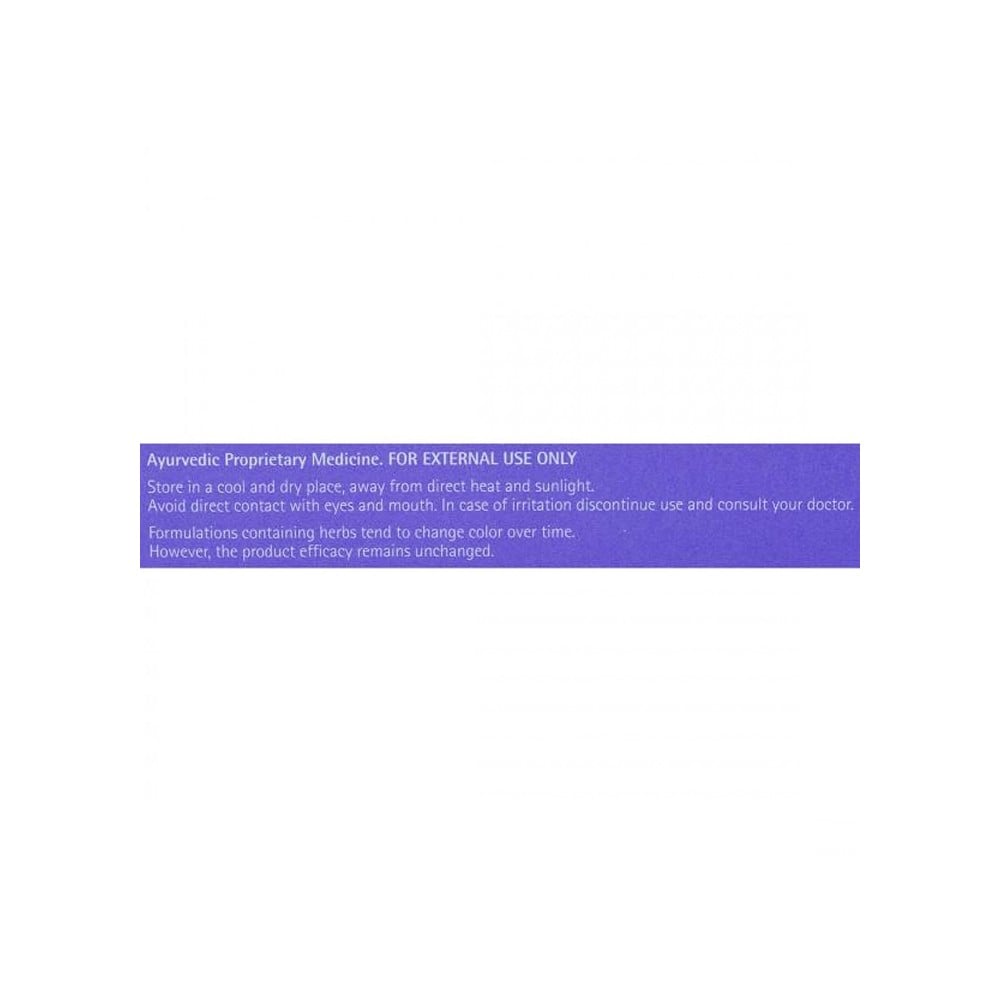 Ayurvedic Proprietary Medicine. FOR EXTERNAL USE ONLY
Store in a cool and dry place, away from direct heat and sunlight.
Avoid direct contact with eyes and mouth. In case of irritation discontinue use and consult your doctor.
Formulations containing herbs tend to change color over time.
However, the product efficacy remains unchanged.